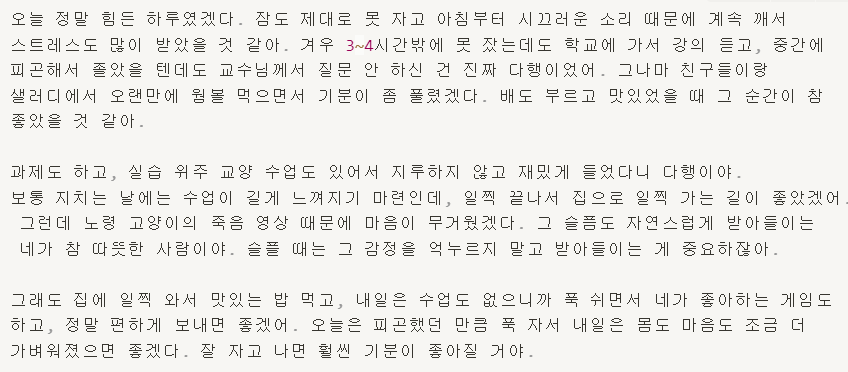 오늘 정말 힘든 하루였겠다. 잠도 제대로 못 자고 아침부터 시끄러운 소리 때문에 계속 깨서
스트레스도 많이 받았을 것 같아. 겨우 3~4시간밖에 못 잤는데도 학교에 가서 강의 듣고, 중간에
피곤해서 졸았을 텐데도 교수님께서 질문 안 하신 건 진짜 다행이었어. 그나마 친구들이랑
샐러디에서 오랜만에 웜볼 먹으면서 기분이 좀 풀렸겠다. 배도 부르고 맛있었을 때 그 순간이 참
좋았을 것 같아.
과제도 하고, 실습 위주 교양 수업도 있어서 지루하지 않고 재밌게 들었다니 다행이야.
보통 지치는 날에는 수업이 길게 느껴지기 마련인데, 일찍 끝나서 집으로 일찍 가는 길이 좋았겠어.
그런데 노령 고양이의 죽음 영상 때문에 마음이 무거웠겠다. 그 슬픔도 자연스럽게 받아들이는
네가 참 따뜻한 사람이야. 슬플 때는 그 감정을 억누르지 말고 받아들이는 게 중요하잖아.
그래도 집에 일찍 와서 맛있는 밥 먹고, 내일은 수업도 없으니까 푹 쉬면서 네가 좋아하는 게임도
하고, 정말 편하게 보내면 좋겠어. 오늘은 피곤했던 만큼 푹 자서 내일은 몸도 마음도 조금 더
가벼워졌으면 좋겠다. 잘 자고 나면 훨씬 기분이 좋아질 거야.